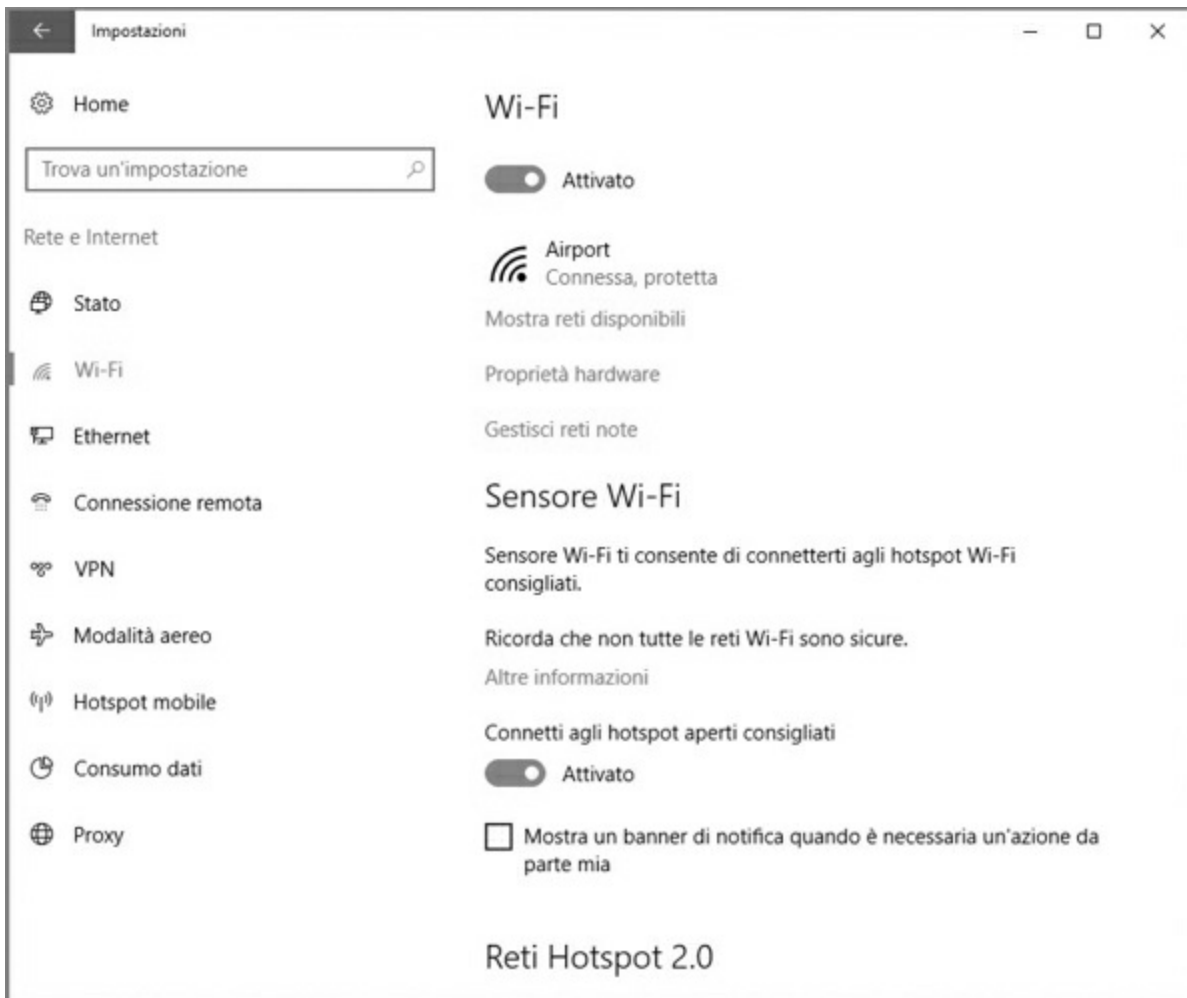 Impostazioni
Home
Trova un'impostazione
Rete e Internet
Stato
Wi-Fi
Ethernet
Connessione remota
VPN
Modalità aereo
Hotspot mobile
Consumo dati
Proxy
Wi-Fi
Attivato
Airport
Connessa, protetta
Mostra reti disponibili
Proprietà hardware
Gestisci reti note
Sensore Wi-Fi
Sensore Wi-Fi ti consente di connetterti agli hotspot Wi-Fi
consigliati.
Ricorda che non tutte le reti Wi-Fi sono sicure.
Altre informazioni
Connetti agli hotspot aperti consigliati
Attivato
Mostra un banner di notifica quando è necessaria un'azione da
parte mia
Reti Hotspot 2.0